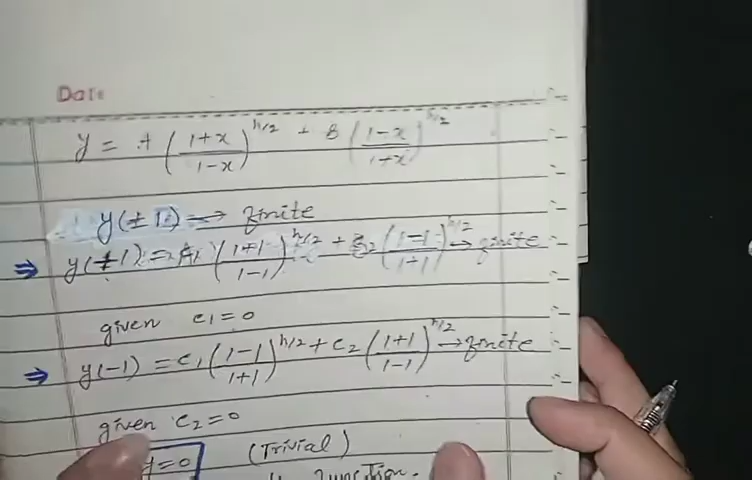 Date
y = A ((1+x)/(1-x))^(n/2) + B ((1-x)/(1+x))^(n/2)
y(±1) → finite
⇒ y(+1) = A, ((1+1)/(1-1))^(n/2) + c₂ ((1-1)/(1+1))^(n/2) → finite
given c₁=0
⇒ y(-1) = c₁ ((1-1)/(1+1))^(n/2) + c₂ ((1+1)/(1-1))^(n/2) → finite
given c₂=0
y=0 (Trivial)
function.